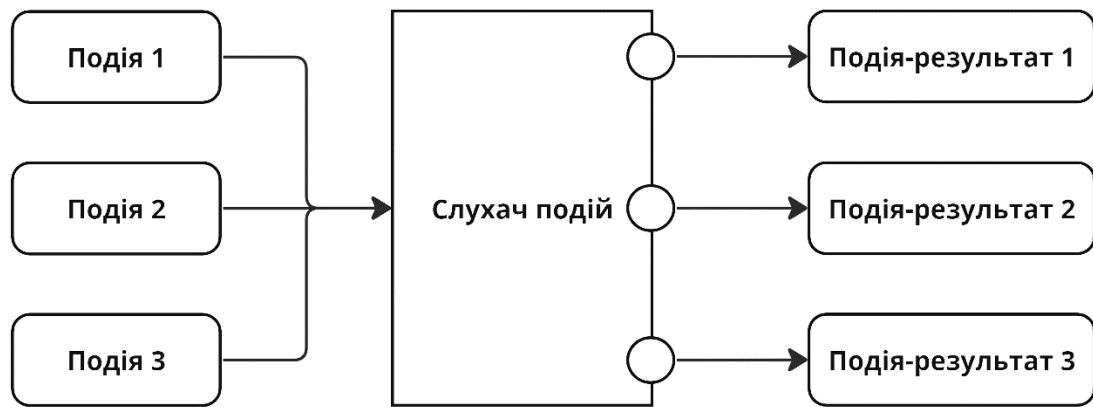 Подія 1
Подія-результат 1
Подія 2
Слухач подій
Подія-результат 2
Подія 3
Подія-результат 3